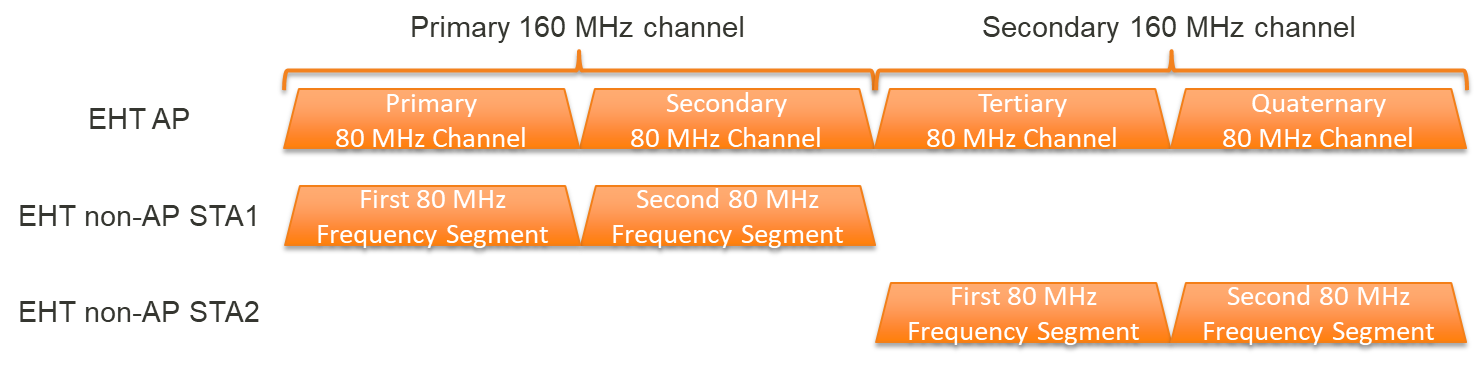 Primary 160 MHz channel
Secondary 160 MHz channel
EHT AP
Primary
80 MHz Channel
Secondary
80 MHz Channel
Tertiary
80 MHz Channel
Quaternary
80 MHz Channel
EHT non-AP STA1
First 80 MHz
Frequency Segment
Second 80 MHz
Frequency Segment
EHT non-AP STA2
First 80 MHz
Frequency Segment
Second 80 MHz
Frequency Segment